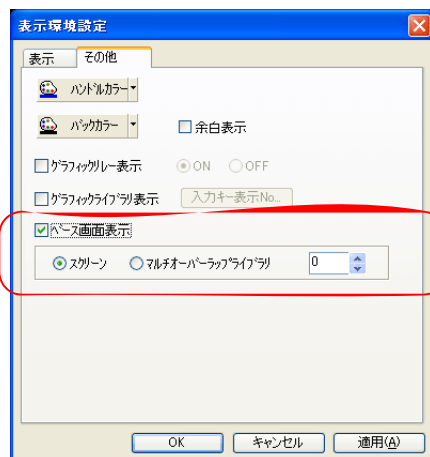 表示環境設定
表示 その他
ハンドルカラー
バックカラー 余白表示
グラフィックリレー表示 ON OFF
グラフィックライブラリ表示 入力キー表示No...
ベース画面表示
スクリーン マルチオーバーラップライブラリ 0
OK キャンセル 適用(A)